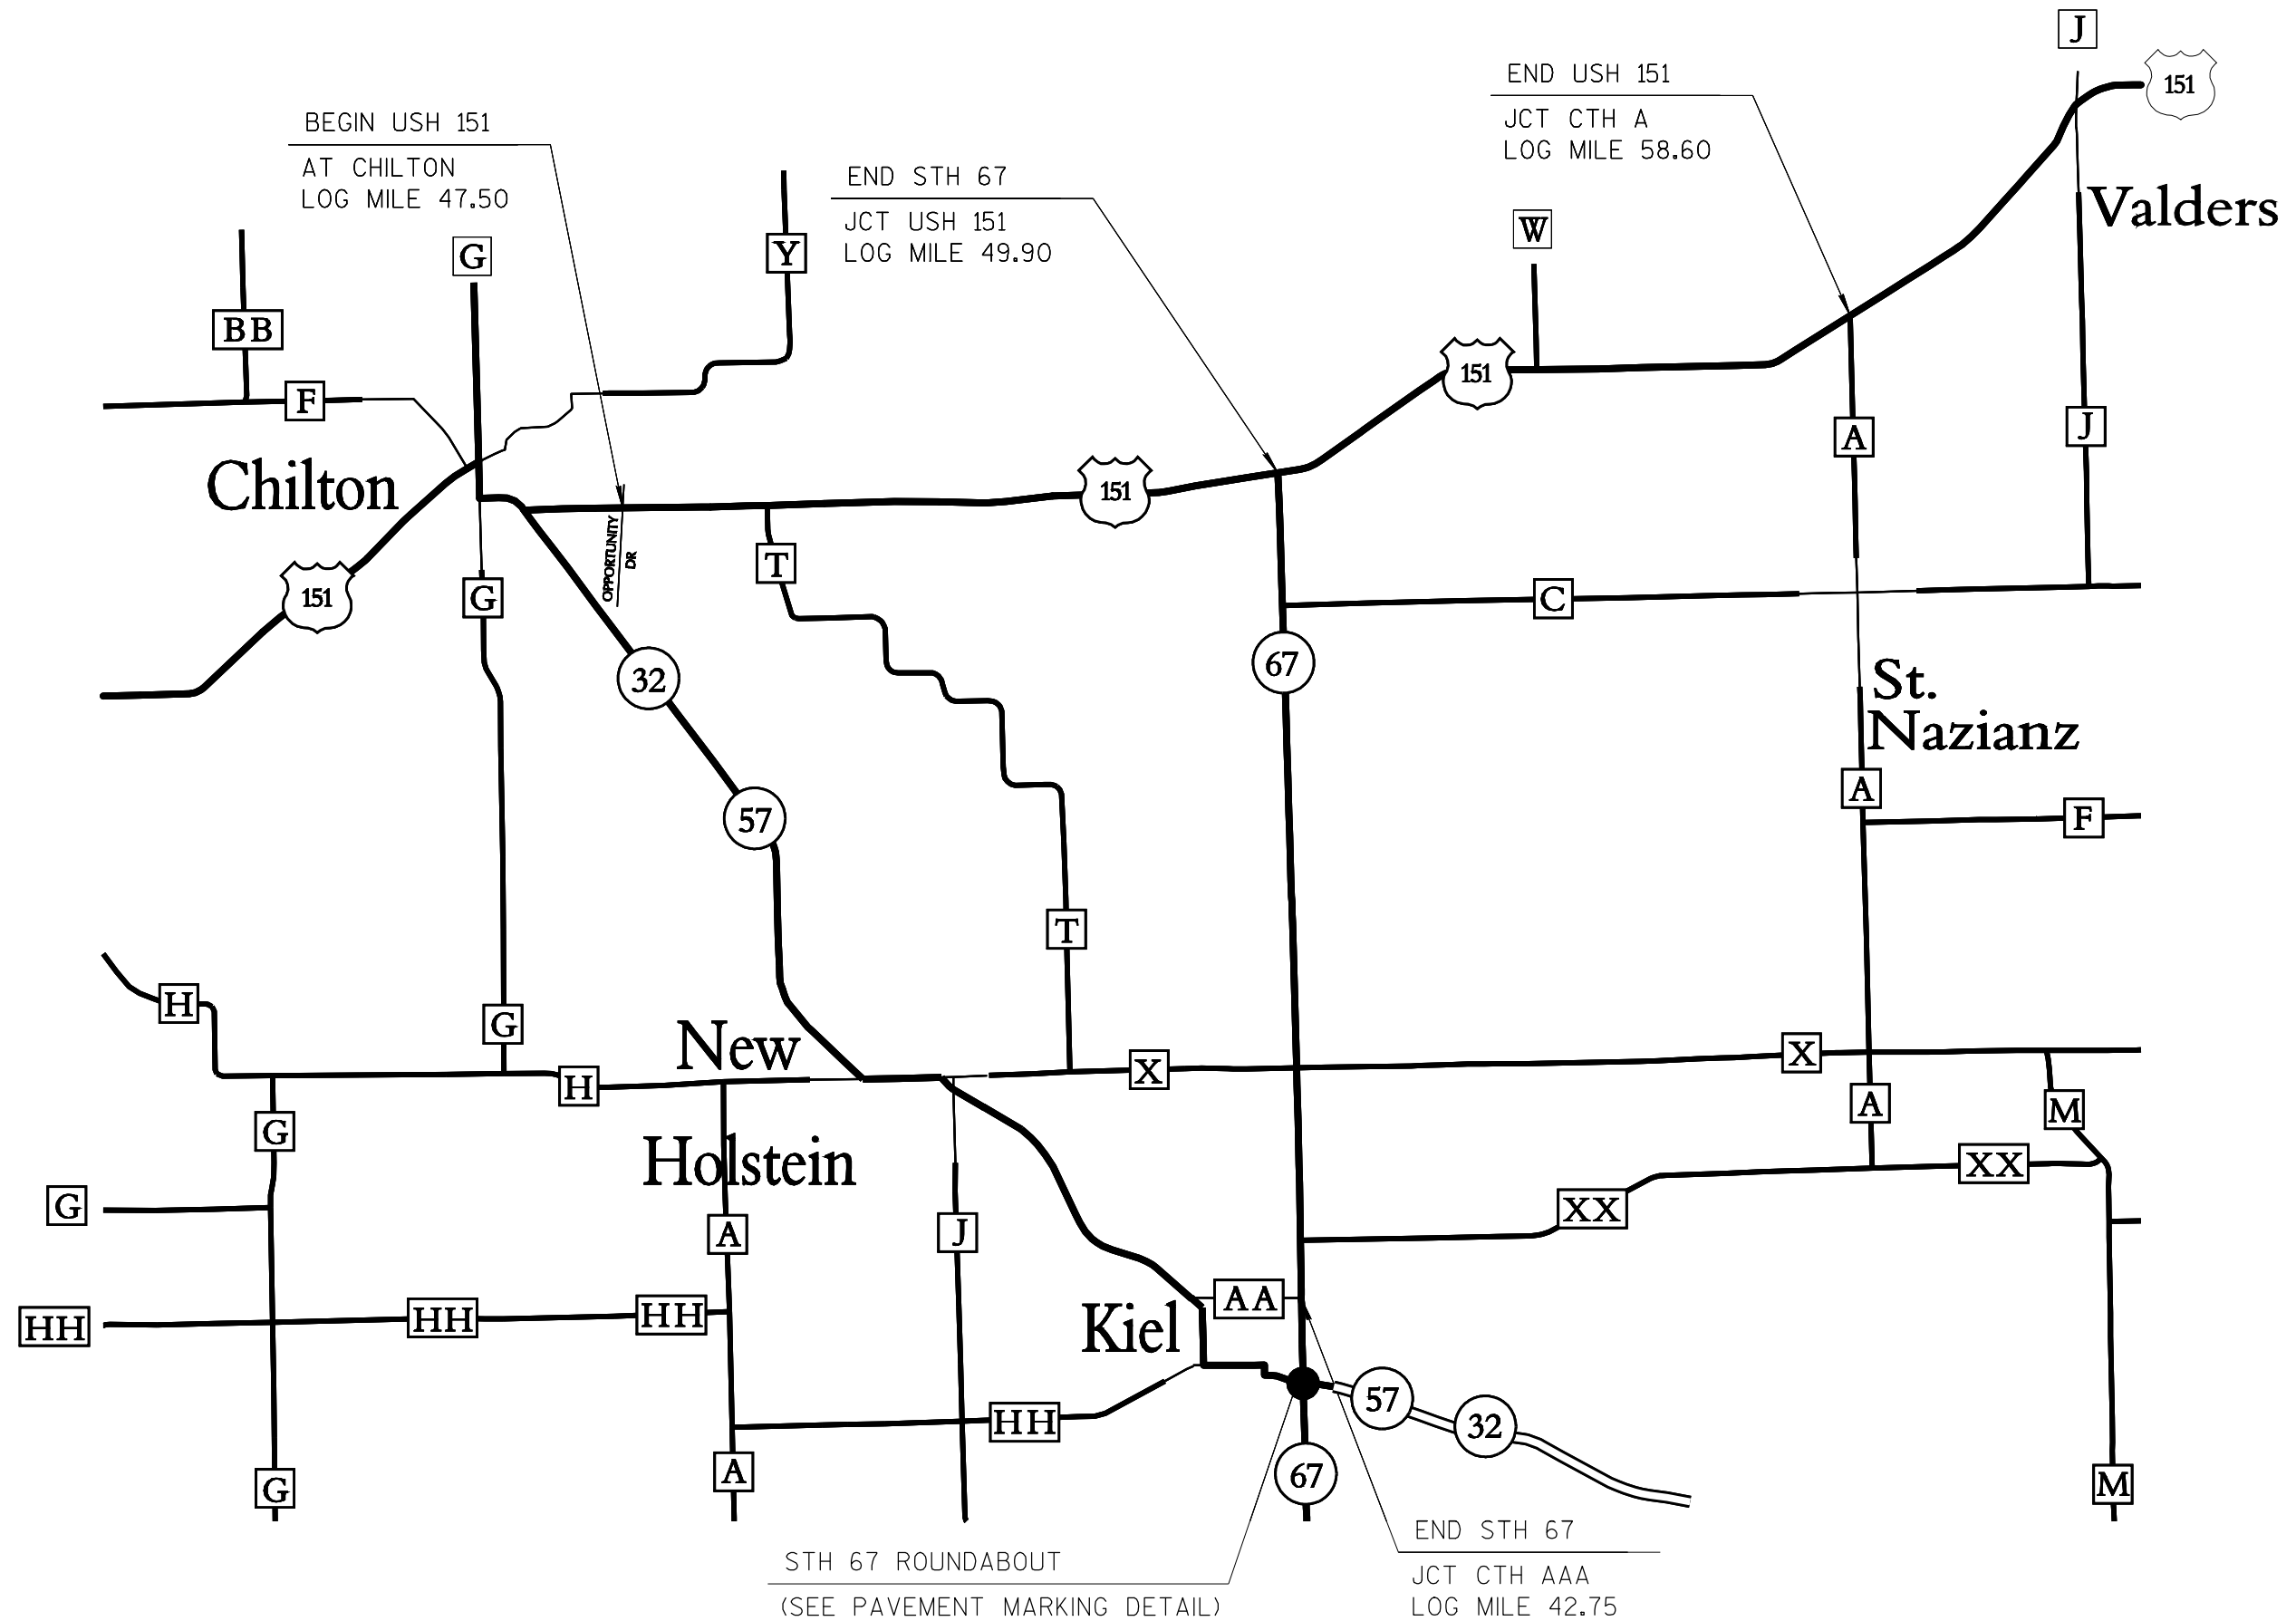 J
151
END USH 151
JCT CTH A
LOG MILE 58.60
BEGIN USH 151
AT CHILTON
LOG MILE 47.50
END STH 67
JCT USH 151
LOG MILE 49.90
Valders
W
Y
G
BB
F
151
A
J
Chilton
151
OPPORTUNITY
DR
T
151
G
C
67
32
St.
Nazianz
A
57
F
T
H
G
New
X
X
H
A
M
G
Holstein
XX
G
A
J
XX
AA
Kiel
HH
HH
HH
57
HH
32
A
67
G
M
END STH 67
JCT CTH AAA
LOG MILE 42.75
STH 67 ROUNDABOUT
(SEE PAVEMENT MARKING DETAIL)